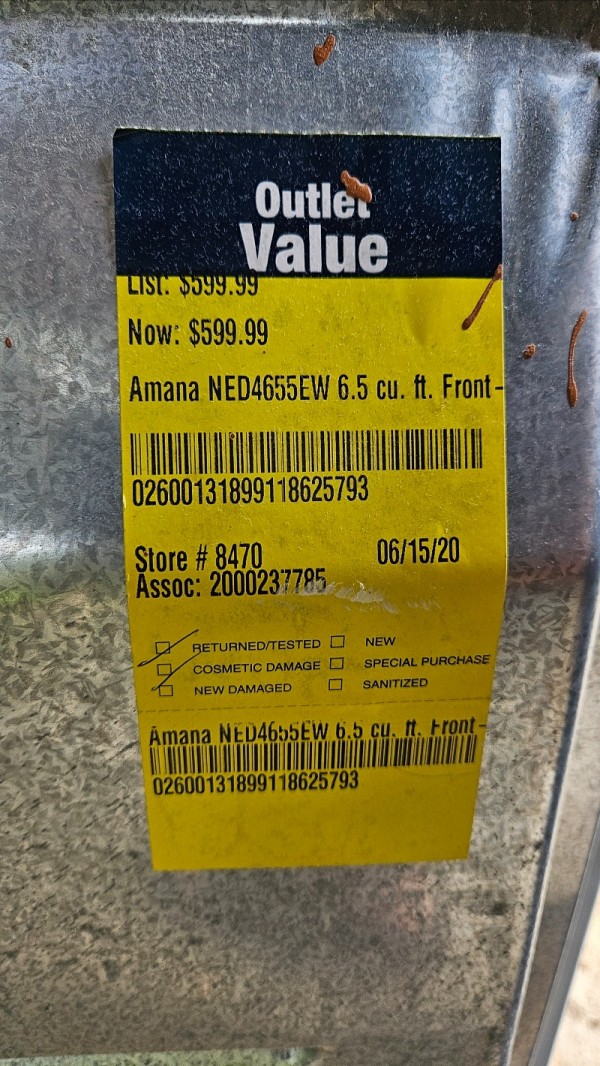 Outlet
Value
List: $599.99
Now: $599.99
Amana NED4655EW 6.5 cu. ft. Front-
02600131899118625793
Store # 8470 06/15/20
Assoc: 2000237785
RETURNED/TESTED NEW
COSMETIC DAMAGE SPECIAL PURCHASE
NEW DAMAGED SANITIZED
Amana NED4655EW 6.5 cu. ft. Front-
02600131899118625793